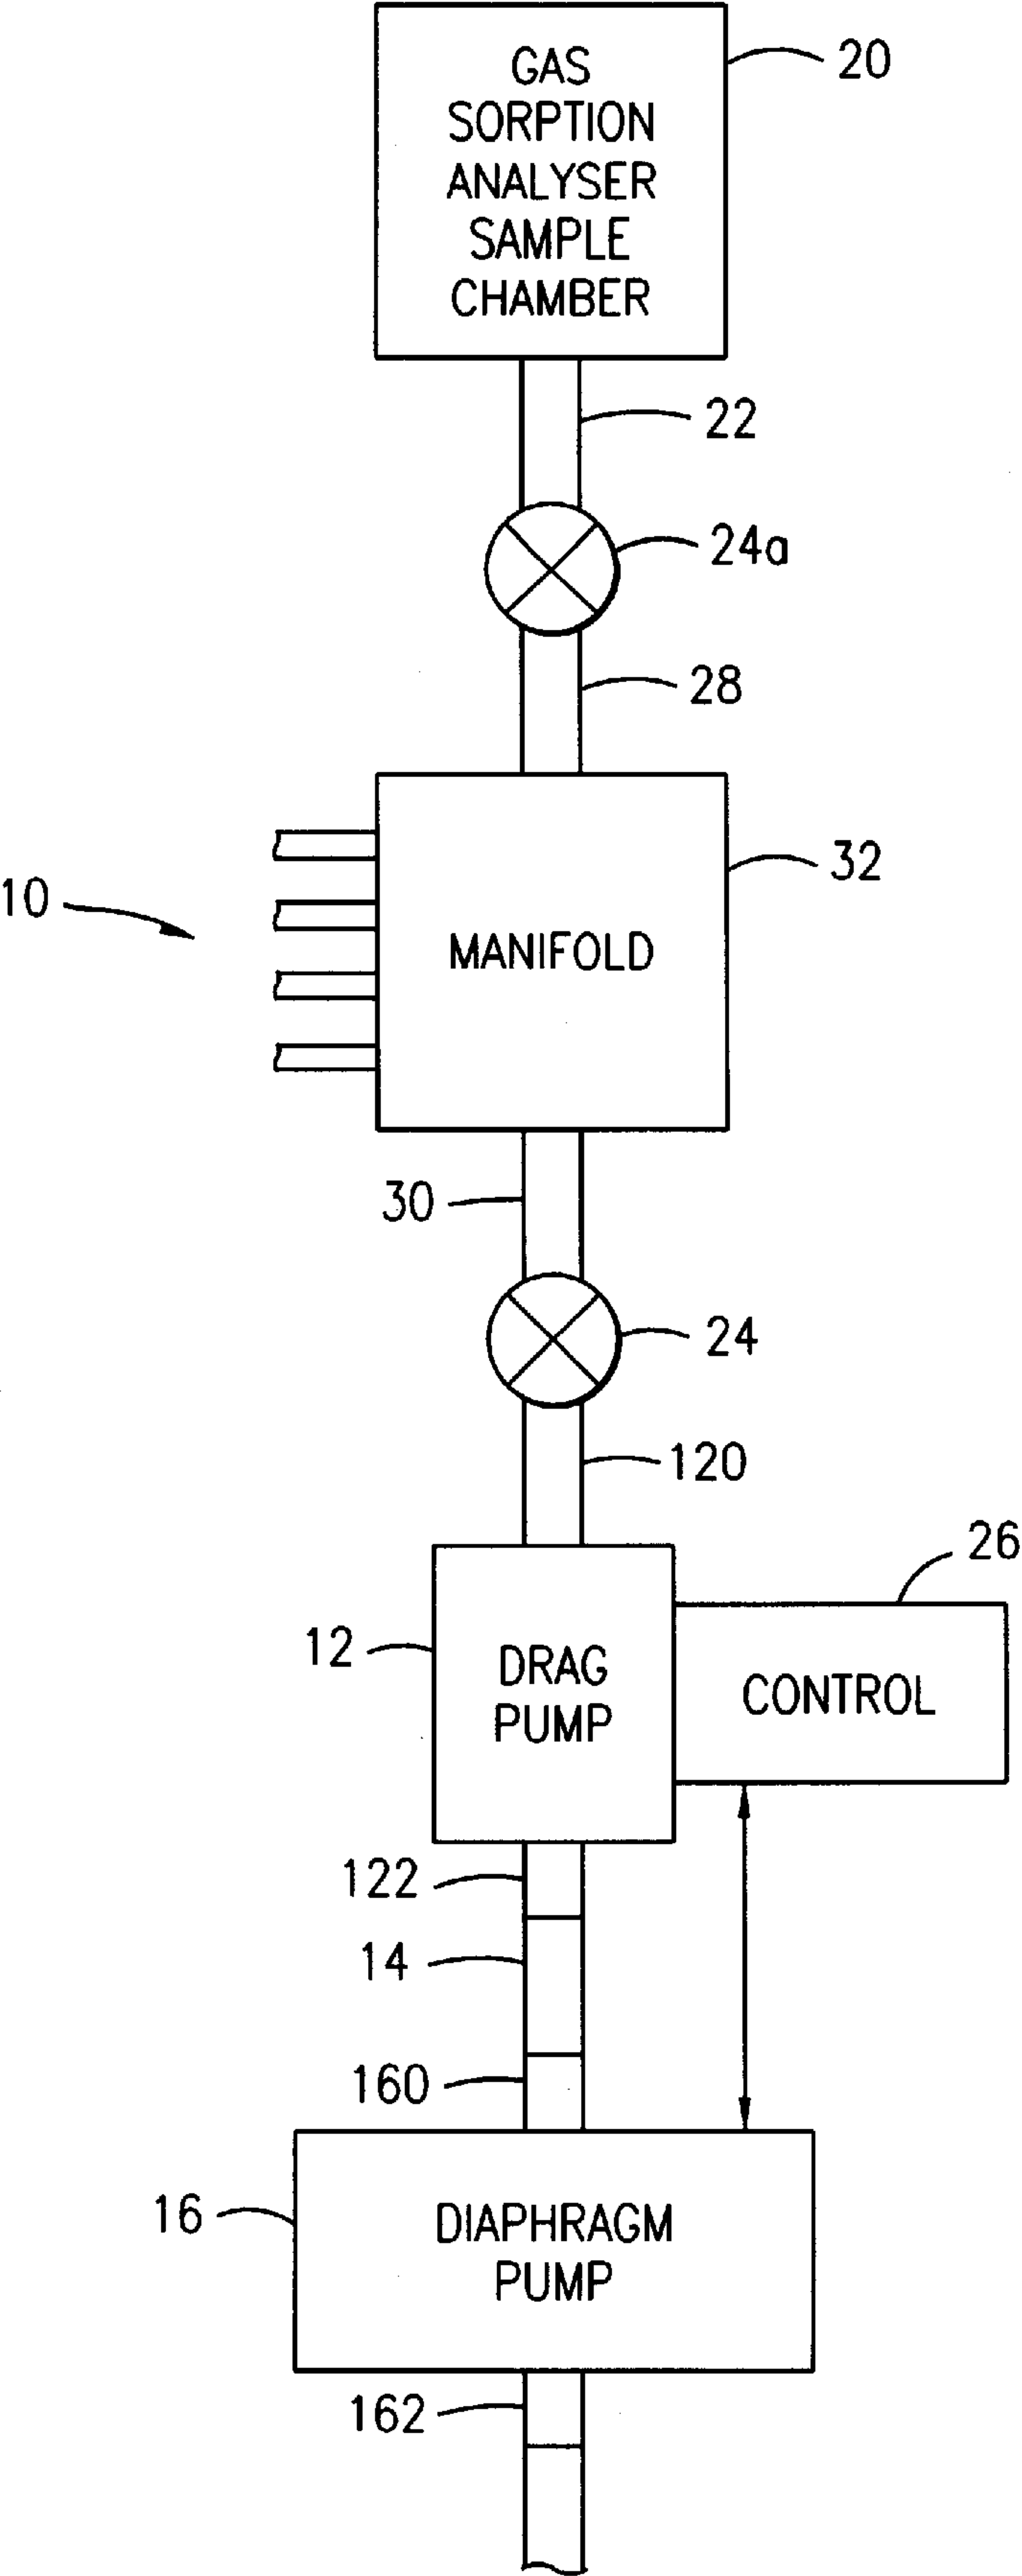 GAS
SORPTION
ANALYSER
SAMPLE
CHAMBER
20
22
24a
28
10
MANIFOLD
32
30
24
120
26
12
DRAG
PUMP
CONTROL
122
14
160
16
DIAPHRAGM
PUMP
162